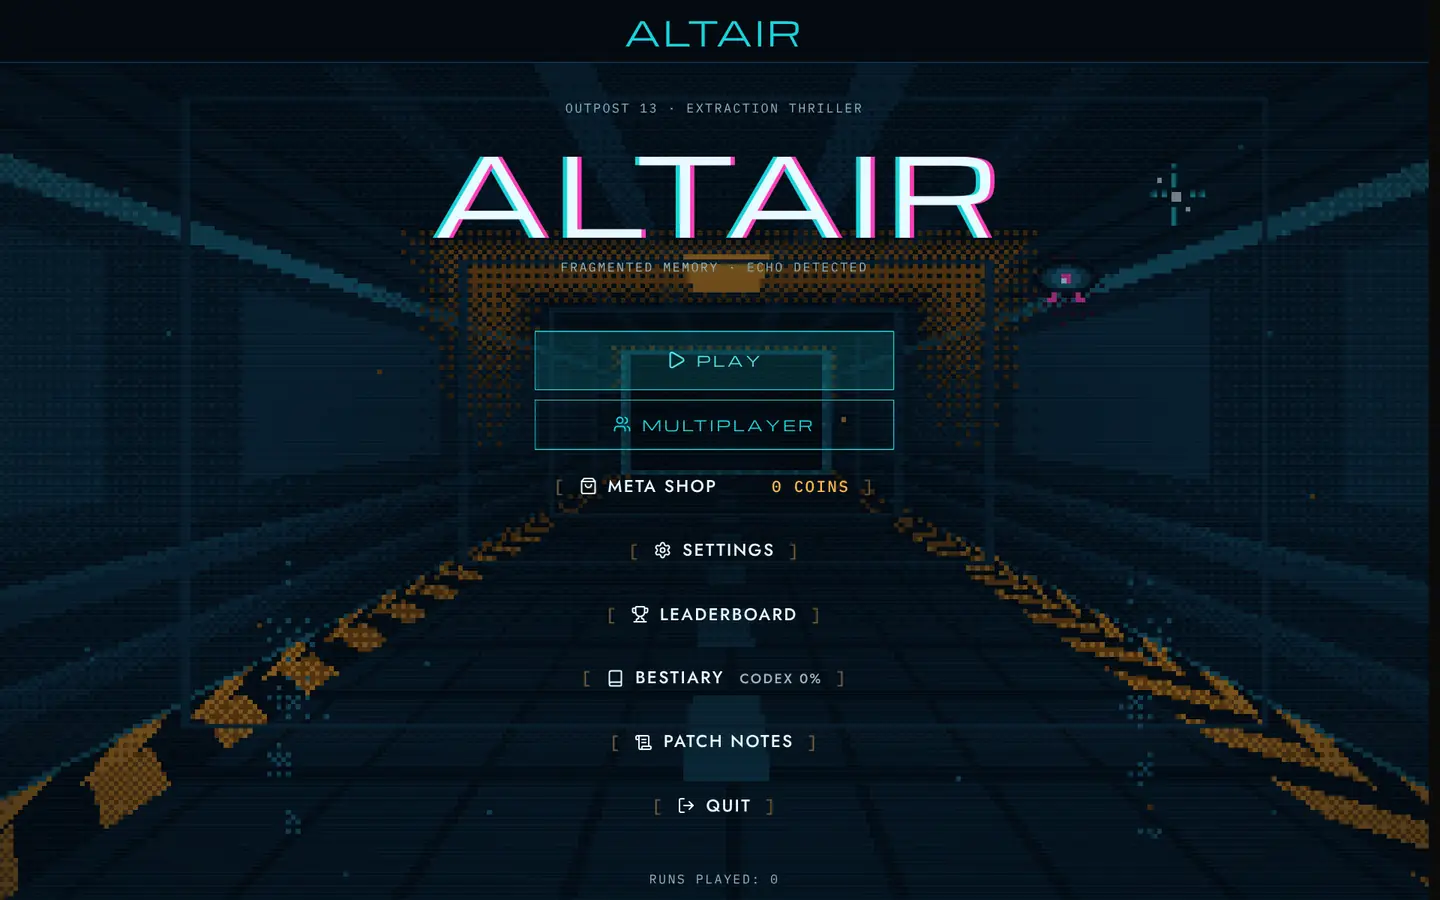 ALTAIR
OUTPOST 13 · EXTRACTION THRILLER
ALTAIR
FRAGMENTED MEMORY · ECHO DETECTED
PLAY
MULTIPLAYER
[ META SHOP 0 COINS ]
[ SETTINGS ]
[ LEADERBOARD ]
[ BESTIARY CODEX 0% ]
[ PATCH NOTES ]
[ QUIT ]
RUNS PLAYED: 0